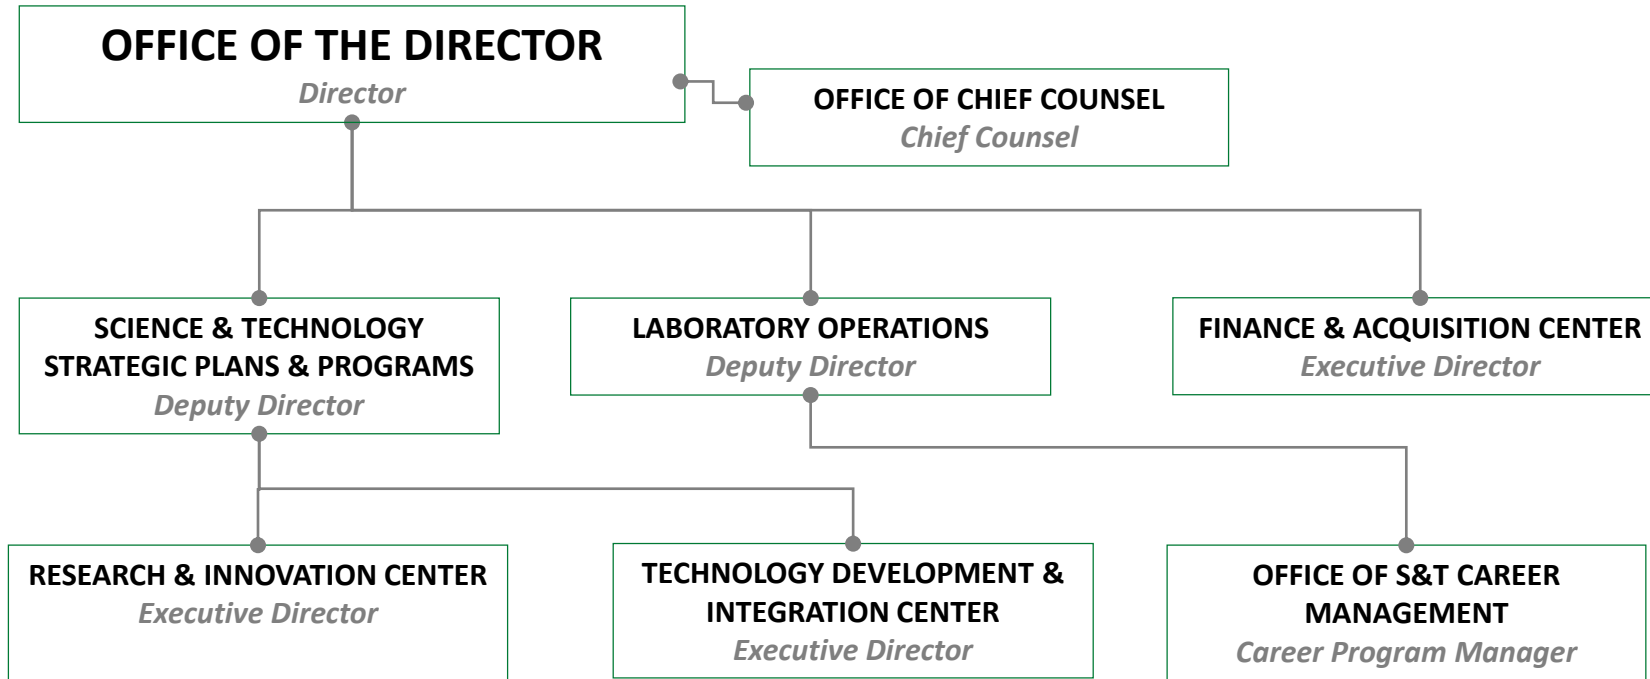 OFFICE OF THE DIRECTOR
Director
OFFICE OF CHIEF COUNSEL
Chief Counsel
SCIENCE & TECHNOLOGY
STRATEGIC PLANS & PROGRAMS
Deputy Director
LABORATORY OPERATIONS
Deputy Director
FINANCE & ACQUISITION CENTER
Executive Director
RESEARCH & INNOVATION CENTER
Executive Director
TECHNOLOGY DEVELOPMENT &
INTEGRATION CENTER
Executive Director
OFFICE OF S&T CAREER
MANAGEMENT
Career Program Manager